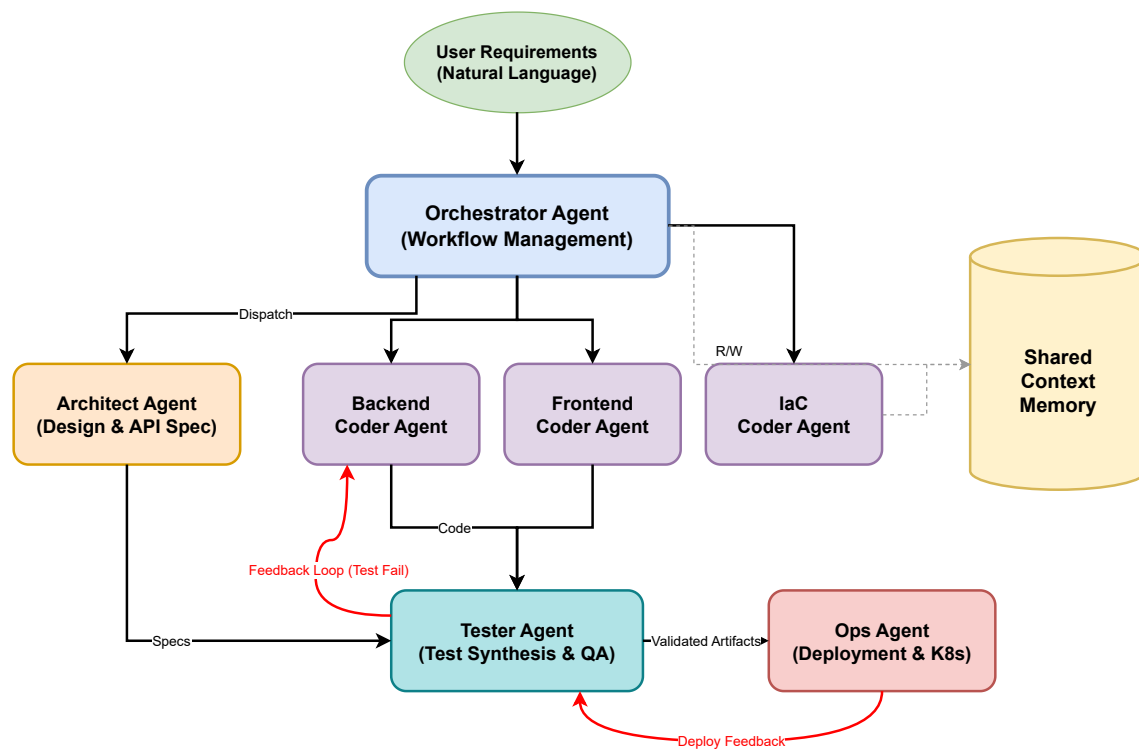 User Requirements
(Natural Language)
Orchestrator Agent
(Workflow Management)
Dispatch
R/W
Architect Agent
(Design & API Spec)
Backend
Coder Agent
Frontend
Coder Agent
IaC
Coder Agent
Shared
Context
Memory
Code
Feedback Loop (Test Fail)
Specs
Tester Agent
(Test Synthesis & QA)
Validated Artifacts
Ops Agent
(Deployment & K8s)
Deploy Feedback